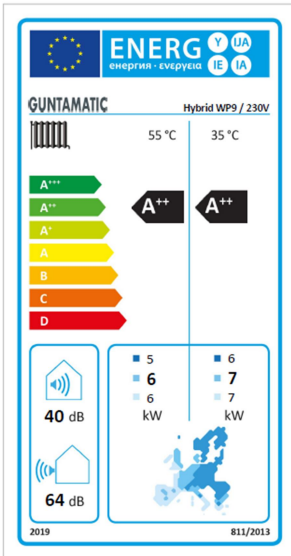 ENERG Y IJA
енергия · ενεργεια IE IA
GUNTAMATIC Hybrid WP9 / 230V
55 °C 35 °C
A+++
A++ A++ A++
A+
A
B
C
D
5 6
6 7
6 7
kW kW
40 dB
64 dB
2019 811/2013